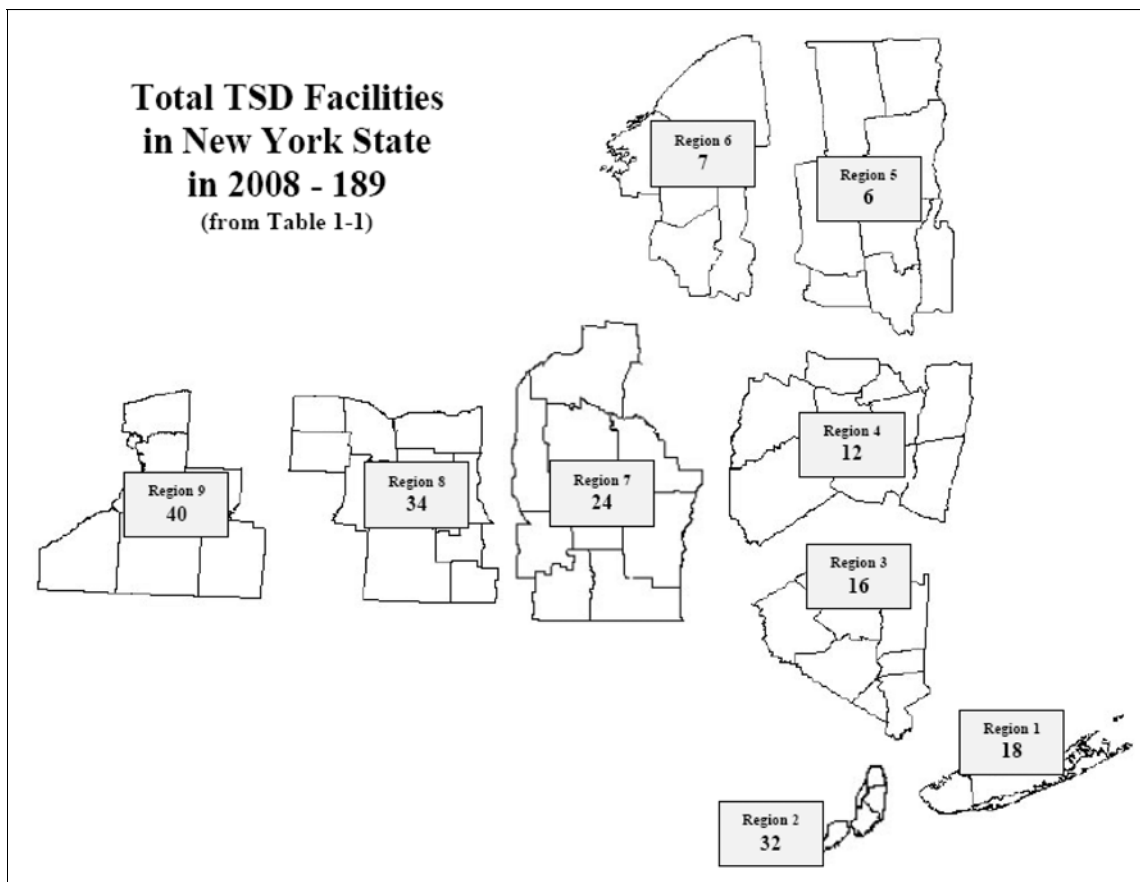 Total TSD Facilities
in New York State
in 2008 - 189
(from Table 1-1)
Region 6
7
Region 5
6
Region 9
40
Region 8
34
Region 7
24
Region 4
12
Region 3
16
Region 1
18
Region 2
32